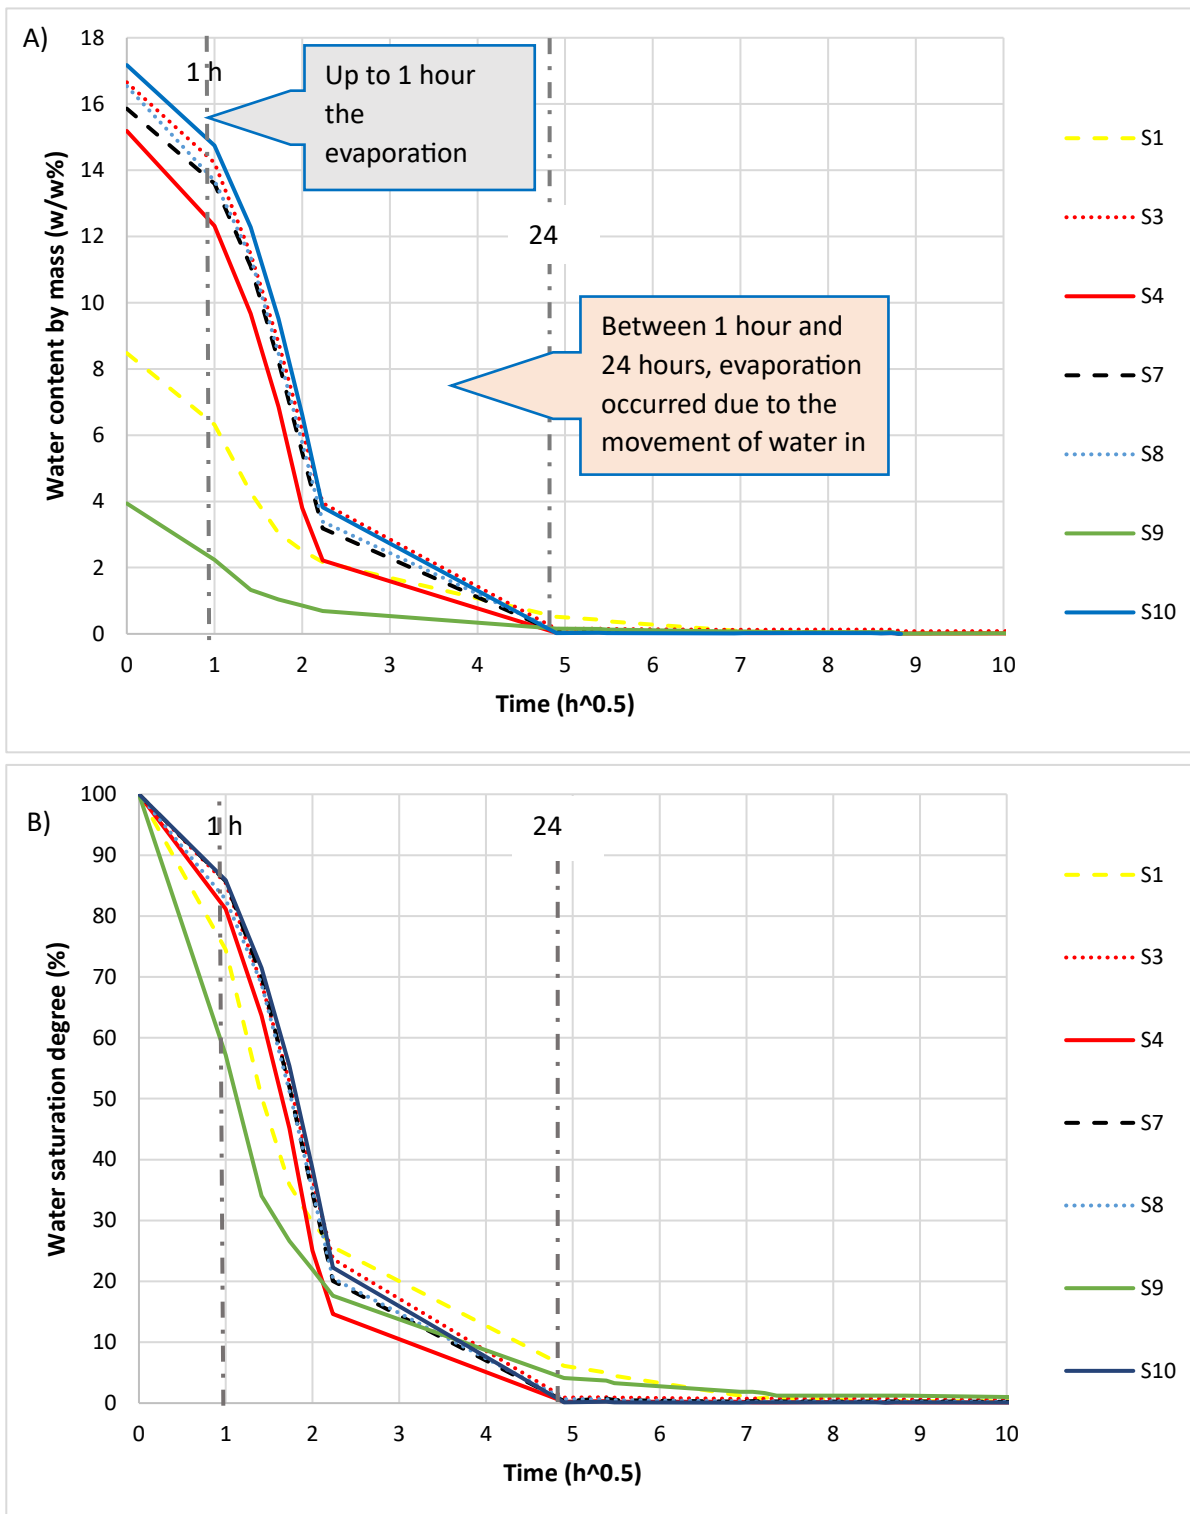 A)
Water content by mass (w/w%)
18
16
14
12
10
8
6
4
2
0
1 h
Up to 1 hour
the
evaporation
24
Between 1 hour and
24 hours, evaporation
occurred due to the
movement of water in
0 1 2 3 4 5 6 7 8 9 10
Time (h^0.5)
S1
S3
S4
S7
S8
S9
S10
B)
Water saturation degree (%)
100
90
80
70
60
50
40
30
20
10
0
1 h
24
0 1 2 3 4 5 6 7 8 9 10
Time (h^0.5)
S1
S3
S4
S7
S8
S9
S10